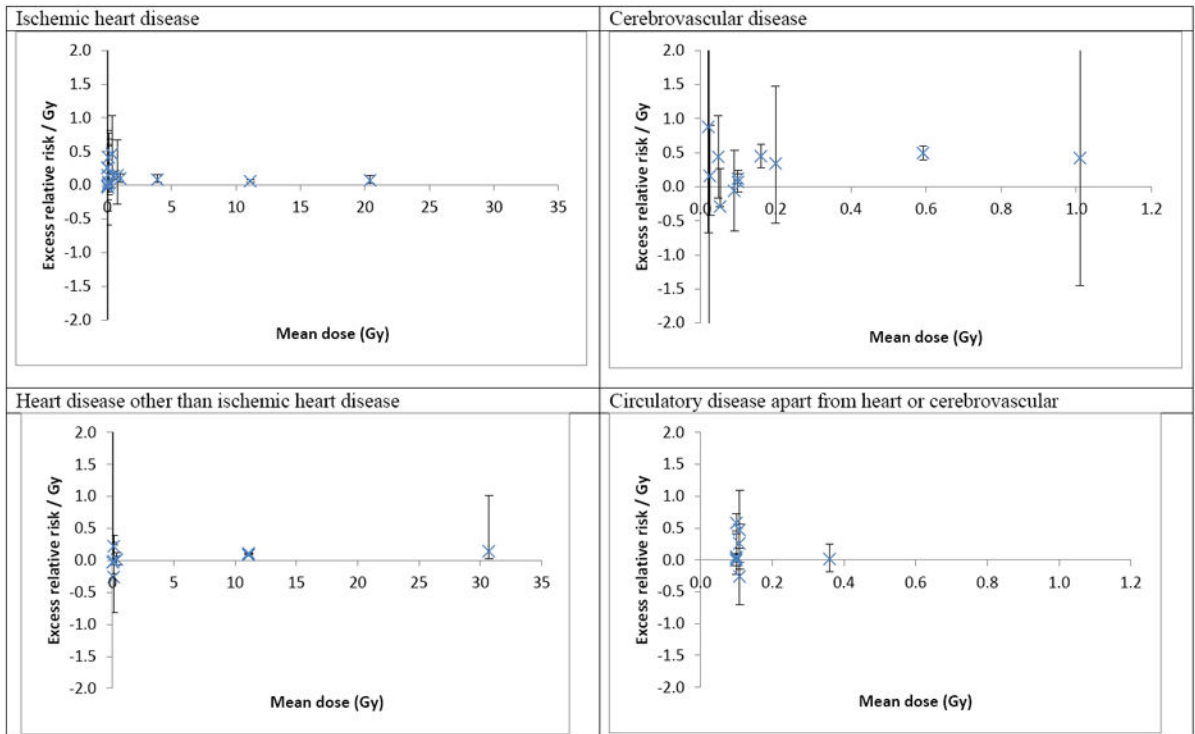 Ischemic heart disease
Excess relative risk / Gy
2.0
1.5
1.0
0.5
0.0
-0.5
-1.0
-1.5
-2.0
0 5 10 15 20 25 30 35
Mean dose (Gy)
Cerebrovascular disease
Excess relative risk / Gy
2.0
1.5
1.0
0.5
0.0
-0.5
-1.0
-1.5
-2.0
0.0 0.2 0.4 0.6 0.8 1.0 1.2
Mean dose (Gy)
Heart disease other than ischemic heart disease
Excess relative risk / Gy
2.0
1.5
1.0
0.5
0.0
-0.5
-1.0
-1.5
-2.0
0 5 10 15 20 25 30 35
Mean dose (Gy)
Circulatory disease apart from heart or cerebrovascular
Excess relative risk / Gy
2.0
1.5
1.0
0.5
0.0
-0.5
-1.0
-1.5
-2.0
0.0 0.2 0.4 0.6 0.8 1.0 1.2
Mean dose (Gy)